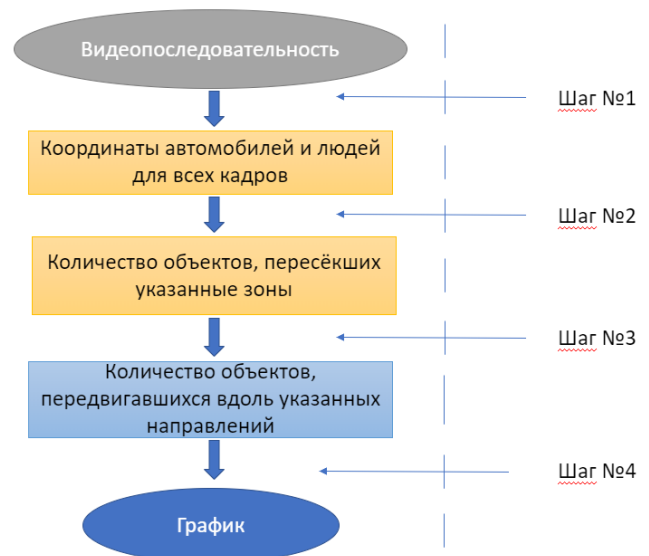 Видеопоследовательность
Шаг №1
Координаты автомобилей и людей
для всех кадров
Шаг №2
Количество объектов, пересёкших
указанные зоны
Шаг №3
Количество объектов,
передвигавшихся вдоль указанных
направлений
Шаг №4
График